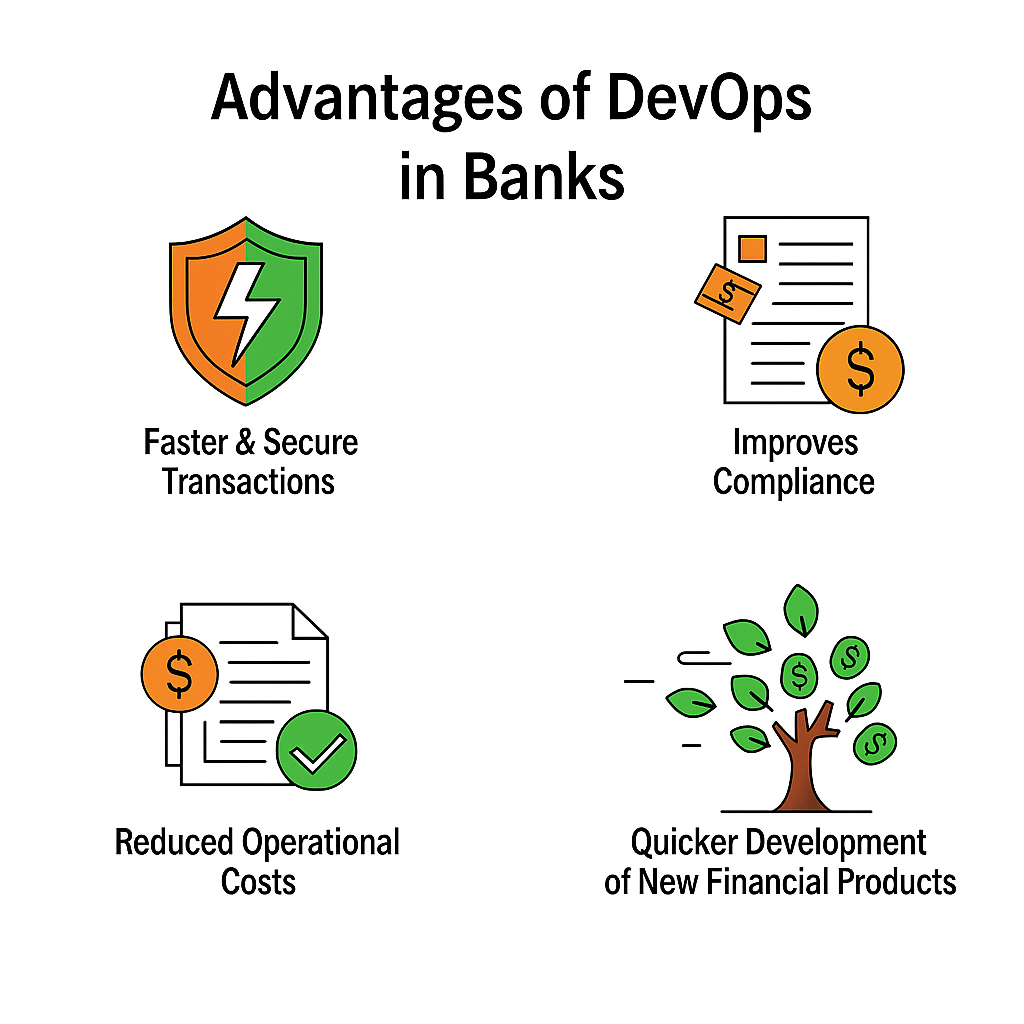 Advantages of DevOps
in Banks
Faster & Secure
Transactions
$
$
Improves
Compliance
$
Reduced Operational
Costs
$
$
$
Quicker Development
of New Financial Products